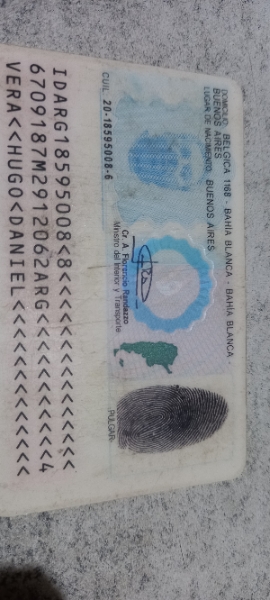 DOMICILIO: BELGICA 1168 - BAHIA BLANCA - BAHIA BLANCA -
BUENOS AIRES
LUGAR DE NACIMIENTO: BUENOS AIRES
CUIL: 20-18595008-6
Cr. A. Florencio Randazzo
Ministro del Interior y Transporte
PULGAR
IDARG18595008<8<<<<<<<<<<<<<<<
6709187M2912062ARG<<<<<<<<<<<4
VERA<<HUGO<DANIEL<<<<<<<<<<<<<